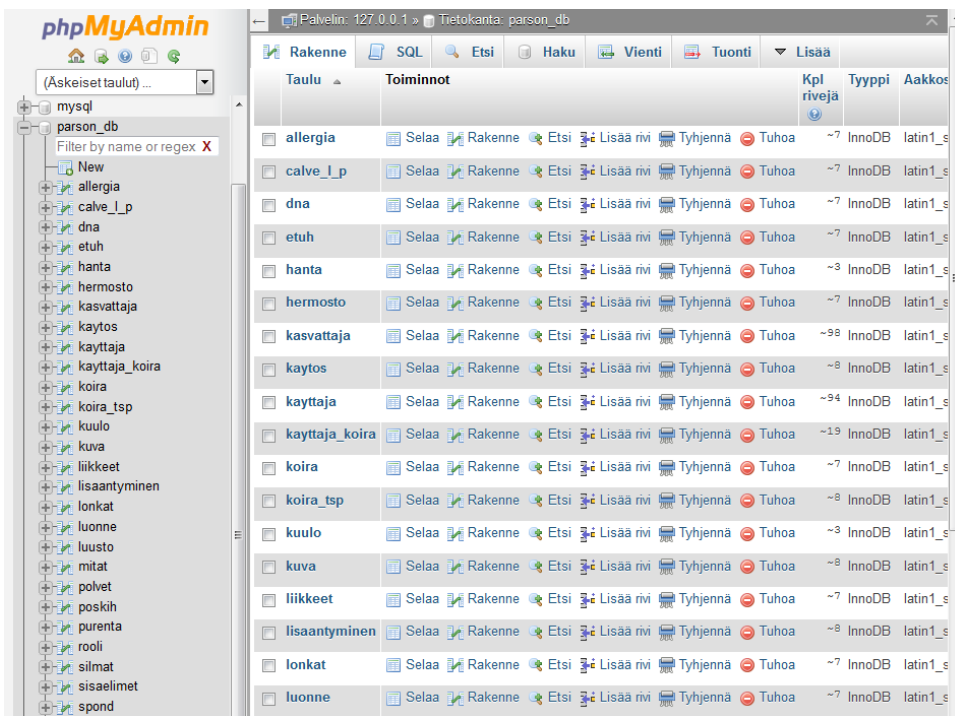 phpMyAdmin
(Äskeiset taulut) ...
mysql
parson_db
Filter by name or regex X
New
allergia
calve_l_p
dna
etuh
hanta
hermosto
kasvattaja
kaytos
kayttaja
kayttaja_koira
koira
koira_tsp
kuulo
kuva
liikkeet
lisaantyminen
lonkat
luonne
luusto
mitat
polvet
poskih
purenta
rooli
silmat
sisaelimet
spond
Palvelin: 127.0.0.1 » Tietokanta: parson_db
Rakenne SQL Etsi Haku Vienti Tuonti Lisää
Taulu Toiminnot Kpl rivejä Tyyppi Aakkos
allergia Selaa Rakenne Etsi Lisää rivi Tyhjennä Tuhoa ~7 InnoDB latin1_s
calve_l_p Selaa Rakenne Etsi Lisää rivi Tyhjennä Tuhoa ~7 InnoDB latin1_s
dna Selaa Rakenne Etsi Lisää rivi Tyhjennä Tuhoa ~7 InnoDB latin1_s
etuh Selaa Rakenne Etsi Lisää rivi Tyhjennä Tuhoa ~7 InnoDB latin1_s
hanta Selaa Rakenne Etsi Lisää rivi Tyhjennä Tuhoa ~3 InnoDB latin1_s
hermosto Selaa Rakenne Etsi Lisää rivi Tyhjennä Tuhoa ~7 InnoDB latin1_s
kasvattaja Selaa Rakenne Etsi Lisää rivi Tyhjennä Tuhoa ~98 InnoDB latin1_s
kaytos Selaa Rakenne Etsi Lisää rivi Tyhjennä Tuhoa ~8 InnoDB latin1_s
kayttaja Selaa Rakenne Etsi Lisää rivi Tyhjennä Tuhoa ~94 InnoDB latin1_s
kayttaja_koira Selaa Rakenne Etsi Lisää rivi Tyhjennä Tuhoa ~19 InnoDB latin1_s
koira Selaa Rakenne Etsi Lisää rivi Tyhjennä Tuhoa ~7 InnoDB latin1_s
koira_tsp Selaa Rakenne Etsi Lisää rivi Tyhjennä Tuhoa ~8 InnoDB latin1_s
kuulo Selaa Rakenne Etsi Lisää rivi Tyhjennä Tuhoa ~3 InnoDB latin1_s
kuva Selaa Rakenne Etsi Lisää rivi Tyhjennä Tuhoa ~8 InnoDB latin1_s
liikkeet Selaa Rakenne Etsi Lisää rivi Tyhjennä Tuhoa ~7 InnoDB latin1_s
lisaantyminen Selaa Rakenne Etsi Lisää rivi Tyhjennä Tuhoa ~8 InnoDB latin1_s
lonkat Selaa Rakenne Etsi Lisää rivi Tyhjennä Tuhoa ~7 InnoDB latin1_s
luonne Selaa Rakenne Etsi Lisää rivi Tyhjennä Tuhoa ~7 InnoDB latin1_s